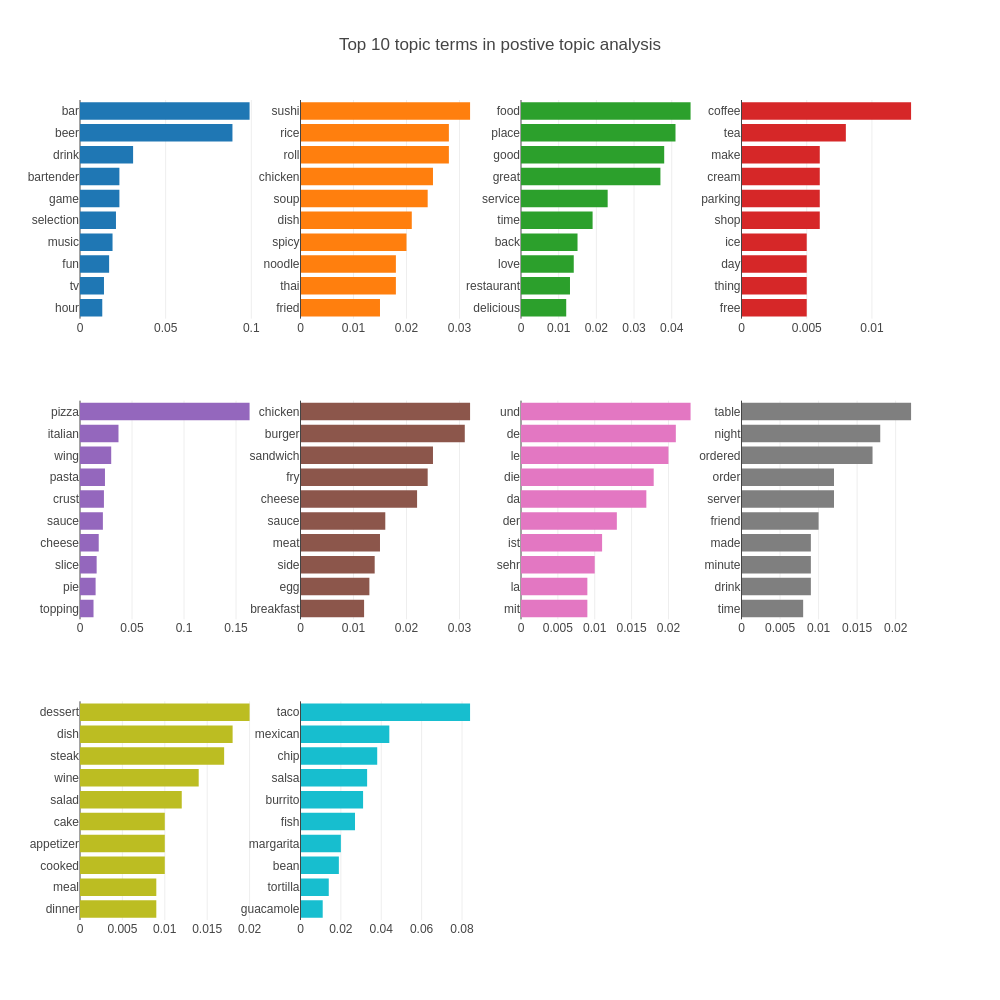 Top 10 topic terms in postive topic analysis
bar
beer
drink
bartender
game
selection
music
fun
tv
hour
0 0.05 0.1
sushi
rice
roll
chicken
soup
dish
spicy
noodle
thai
fried
0 0.01 0.02 0.03
food
place
good
great
service
time
back
love
restaurant
delicious
0 0.01 0.02 0.03 0.04
coffee
tea
make
cream
parking
shop
ice
day
thing
free
0 0.005 0.01
pizza
italian
wing
pasta
crust
sauce
cheese
slice
pie
topping
0 0.05 0.1 0.15
chicken
burger
sandwich
fry
cheese
sauce
meat
side
egg
breakfast
0 0.01 0.02 0.03
und
de
le
die
da
der
ist
sehr
la
mit
0 0.005 0.01 0.015 0.02
table
night
ordered
order
server
friend
made
minute
drink
time
0 0.005 0.01 0.015 0.02
dessert
dish
steak
wine
salad
cake
appetizer
cooked
meal
dinner
0 0.005 0.01 0.015 0.02
taco
mexican
chip
salsa
burrito
fish
margarita
bean
tortilla
guacamole
0 0.02 0.04 0.06 0.08